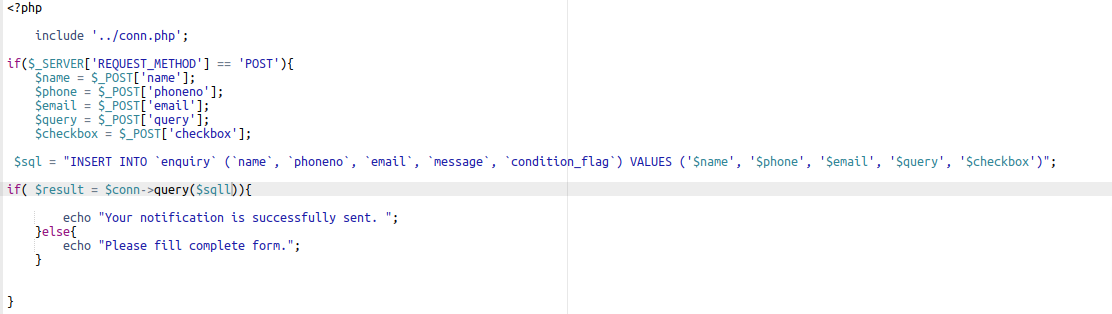 <?php
include '../conn.php';
if($_SERVER['REQUEST_METHOD'] == 'POST'){
$name = $_POST['name'];
$phone = $_POST['phoneno'];
$email = $_POST['email'];
$query = $_POST['query'];
$checkbox = $_POST['checkbox'];
$sql = "INSERT INTO `enquiry` (`name`, `phoneno`, `email`, `message`, `condition_flag`) VALUES ('$name', '$phone', '$email', '$query', '$checkbox')";
if( $result = $conn->query($sqll)){
echo "Your notification is successfully sent. ";
}else{
echo "Please fill complete form.";
}
}